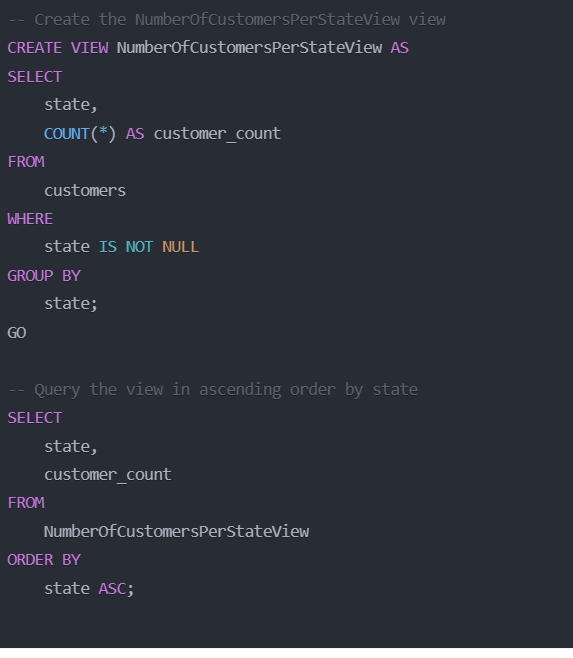 -- Create the NumberOfCustomersPerStateView view
CREATE VIEW NumberOfCustomersPerStateView AS
SELECT
    state,
    COUNT(*) AS customer_count
FROM
    customers
WHERE
    state IS NOT NULL
GROUP BY
    state;
GO

-- Query the view in ascending order by state
SELECT
    state,
    customer_count
FROM
    NumberOfCustomersPerStateView
ORDER BY
    state ASC;